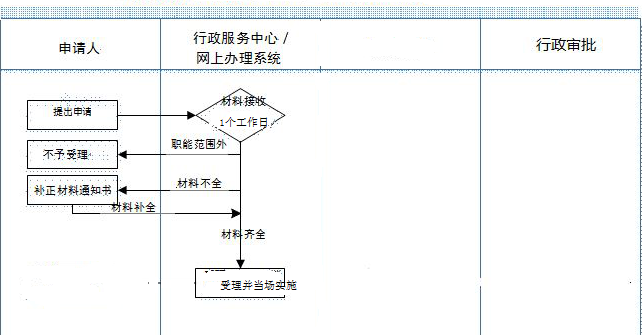 申请人
行政服务中心/
网上办理系统
行政审批
提出申请
材料接收
1个工作日
职能范围外
不予受理
材料不全
补正材料通知书
材料补全
材料齐全
受理并当场实施